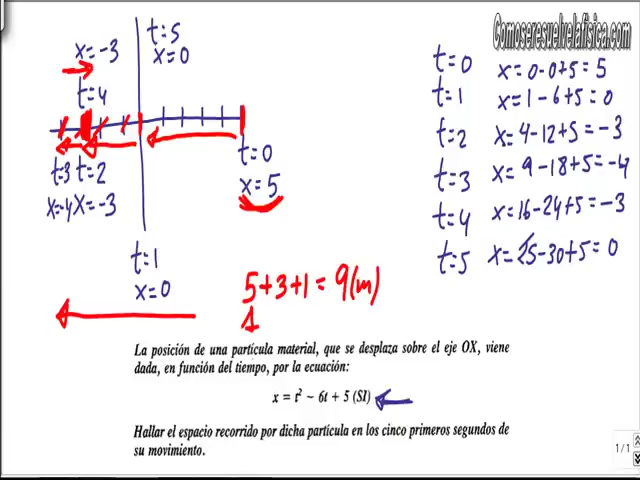 Comoseresuelvelafisica.com
x=-3
t=5
x=0
t=4
t=0
x=5
t=3 t=2
x=-4 x=-3
t=1
x=0
t=0 x=0-0+5=5
t=1 x=1-6+5=0
t=2 x=4-12+5=-3
t=3 x=9-18+5=-4
t=4 x=16-24+5=-3
t=5 x=25-30+5=0
5+3+1=9(m)
La posición de una partícula material, que se desplaza sobre el eje OX, viene
dada, en función del tiempo, por la ecuación:
x = t² − 6t + 5 (SI)
Hallar el espacio recorrido por dicha partícula en los cinco primeros segundos de
su movimiento.
1/1